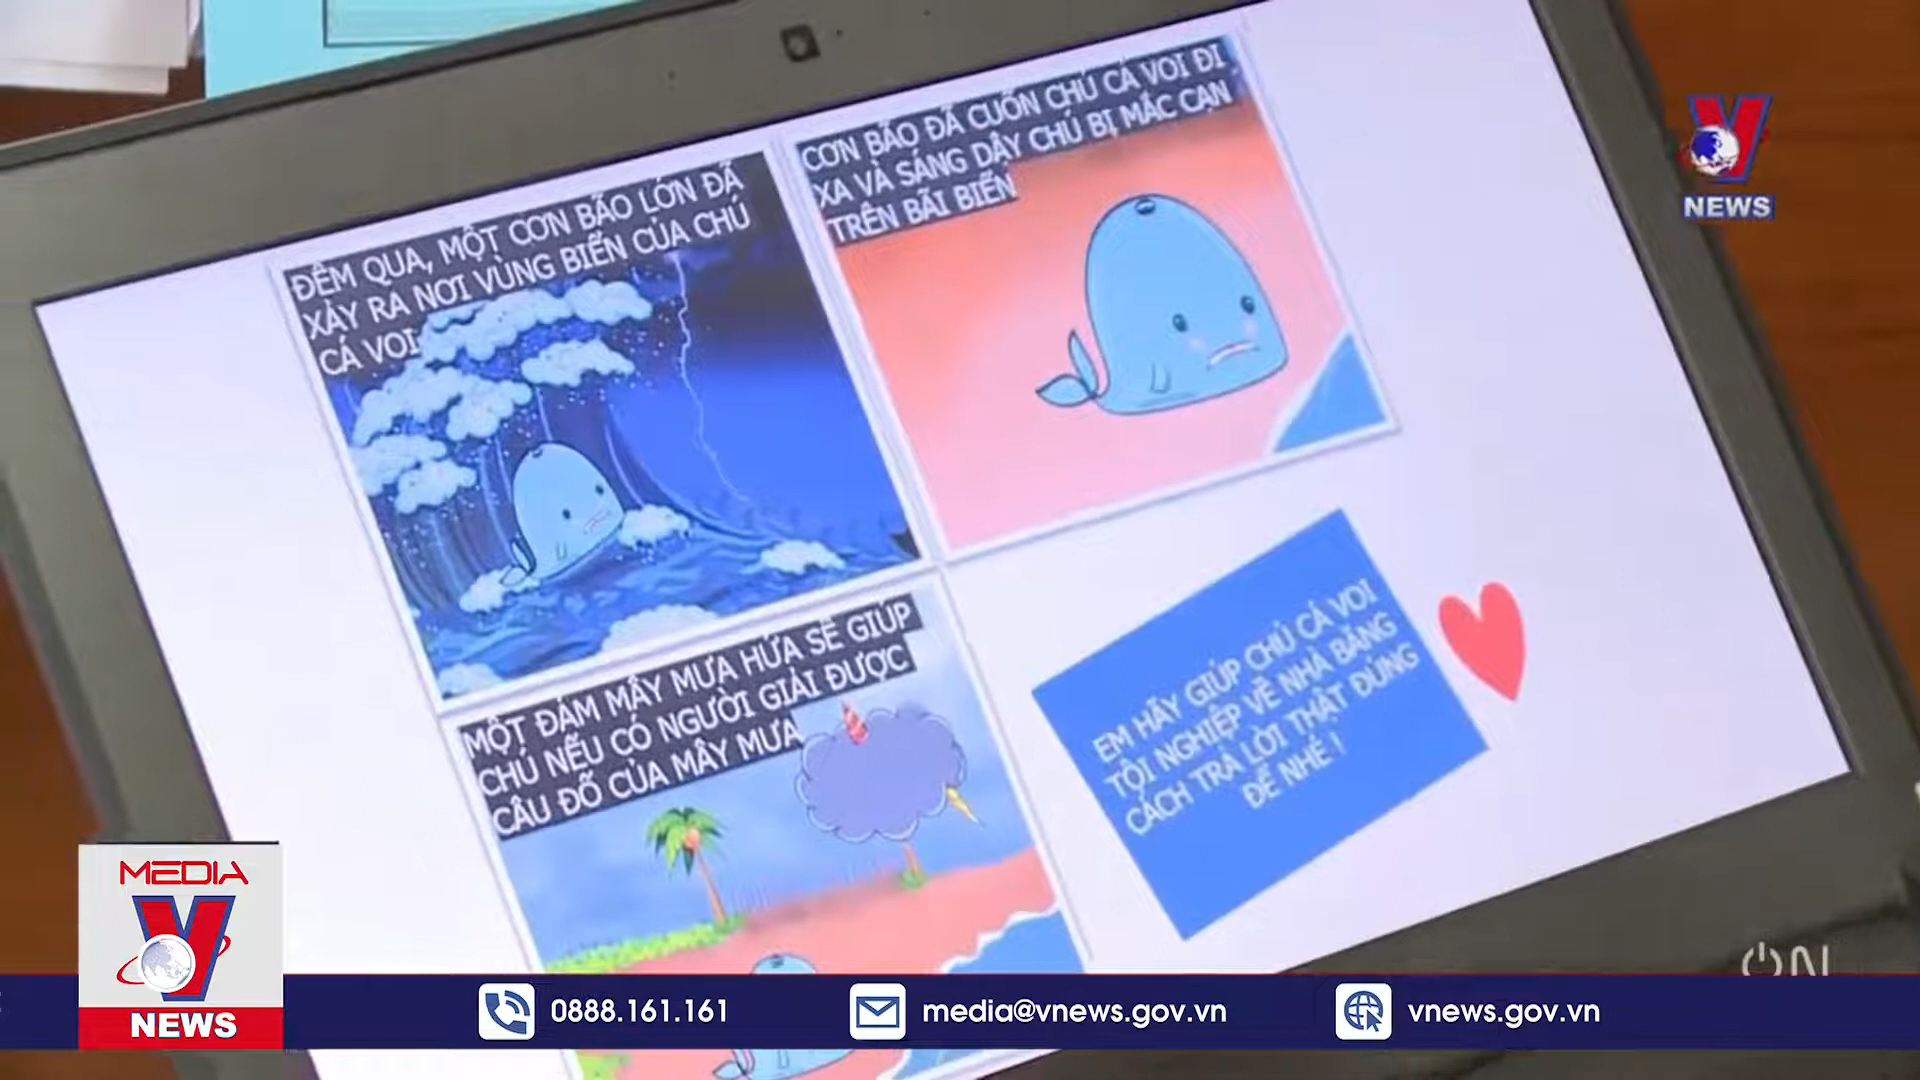 ĐÊM QUA, MỘT CƠN BÃO LỚN ĐÃ
XẢY RA NƠI VÙNG BIỂN CỦA CHÚ
CÁ VOI
CƠN BÃO ĐÃ CUỐN CHÚ CÁ VOI ĐI
XA VÀ SÁNG DẬY CHÚ BỊ MẮC CẠN
TRÊN BÃI BIỂN
MỘT ĐÁM MÂY MƯA HỨA SẼ GIÚP
CHÚ NẾU CÓ NGƯỜI GIẢI ĐƯỢC
CÂU ĐỐ CỦA MÂY MƯA
EM HÃY GIÚP CHÚ CÁ VOI
TỘI NGHIỆP VỀ NHÀ BẰNG
CÁCH TRẢ LỜI THẬT ĐÚNG
ĐỂ NHÉ !
NEWS
MEDIA
NEWS
0888.161.161
media@vnews.gov.vn
vnews.gov.vn